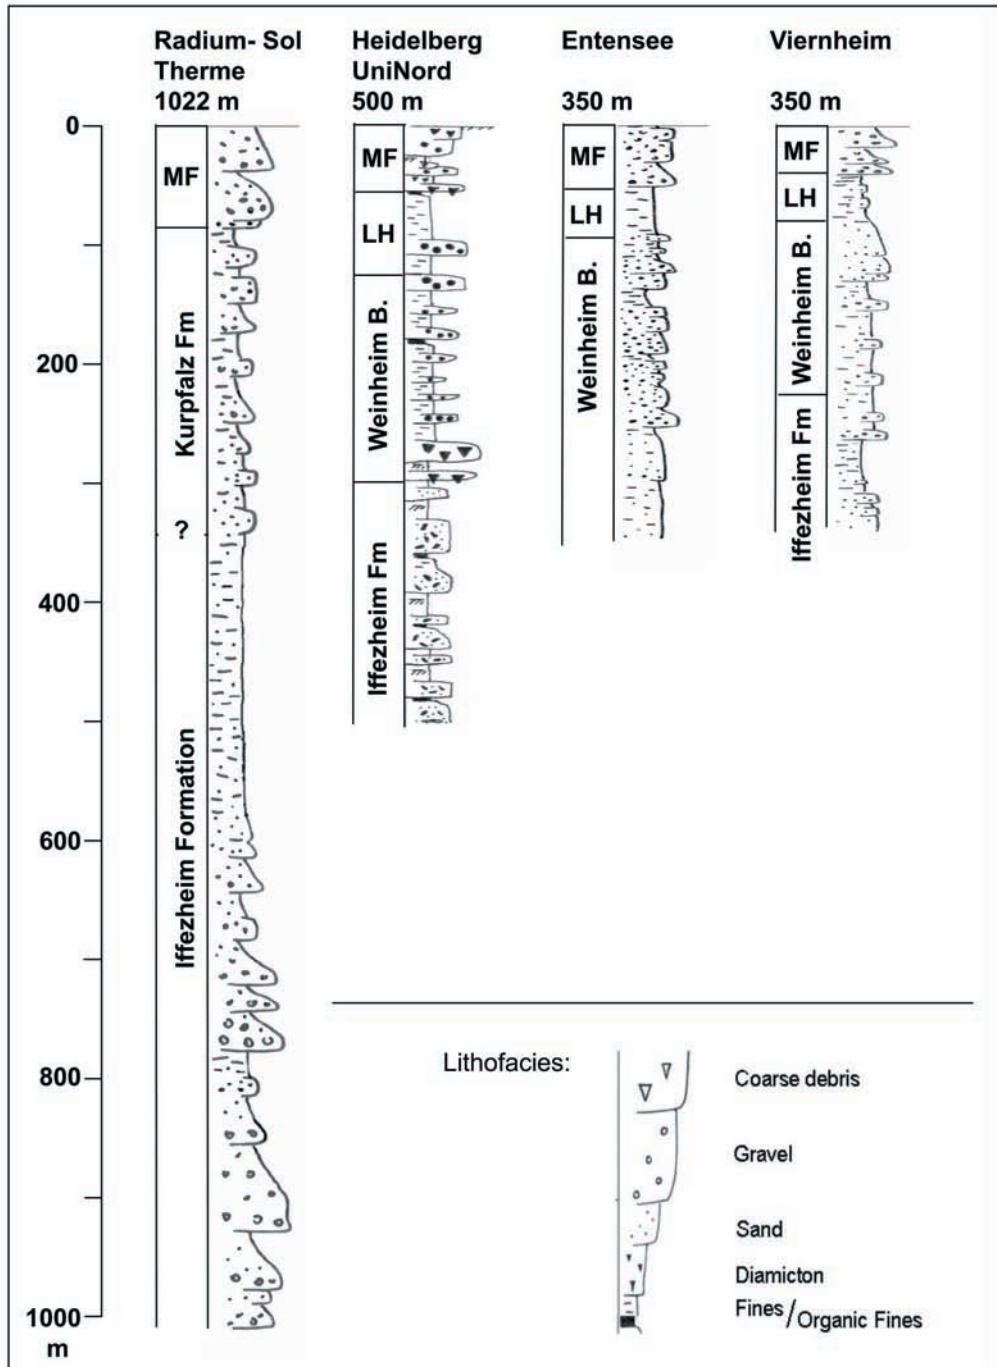 Radium- Sol
Therme
1022 m
Heidelberg
UniNord
500 m
Entensee
350 m
Viernheim
350 m
0
200
400
600
800
1000
m
MF
Kurpfalz Fm
?
Iffezheim Formation
MF
LH
Weinheim B.
Iffezheim Fm
MF
LH
Weinheim B.
MF
LH
Weinheim B.
Iffezheim Fm
Lithofacies:
Coarse debris
Gravel
Sand
Diamicton
Fines / Organic Fines